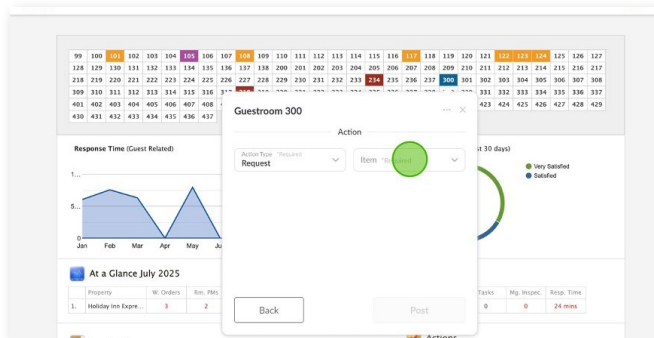 99 100 101 102 103 104 105 106 107 108 109 110 111 112 113 114 115 116 117 118 119 120 121 122 123 124 125 126 127
128 129 130 131 132 133 134 135 136 137 138 200 201 202 203 204 205 206 207 208 209 210 211 212 213 214 215 216 217
218 219 220 221 222 223 224 225 226 227 228 229 230 231 232 233 234 235 236 237 300 301 302 303 304 305 306 307 308
309 310 311 312 313 314 315 316 331 332 333 334 335 336 337
401 402 403 404 405 406 407 408 423 424 425 426 427 428 429
430 431 432 433 434 435 436 437
Guestroom 300
Action
Action Type *Required
Request
Item
Response Time (Guest Related)
st 30 days)
Very Satisfied
Satisfied
1...
5...
0
Jan Feb Mar Apr May Ju
At a Glance July 2025
Property W. Orders Rm. PMs Tasks Mg. Inspec. Resp. Time
1. Holiday Inn Expre... 3 2 0 0 24 mins
Back
Post
Actions